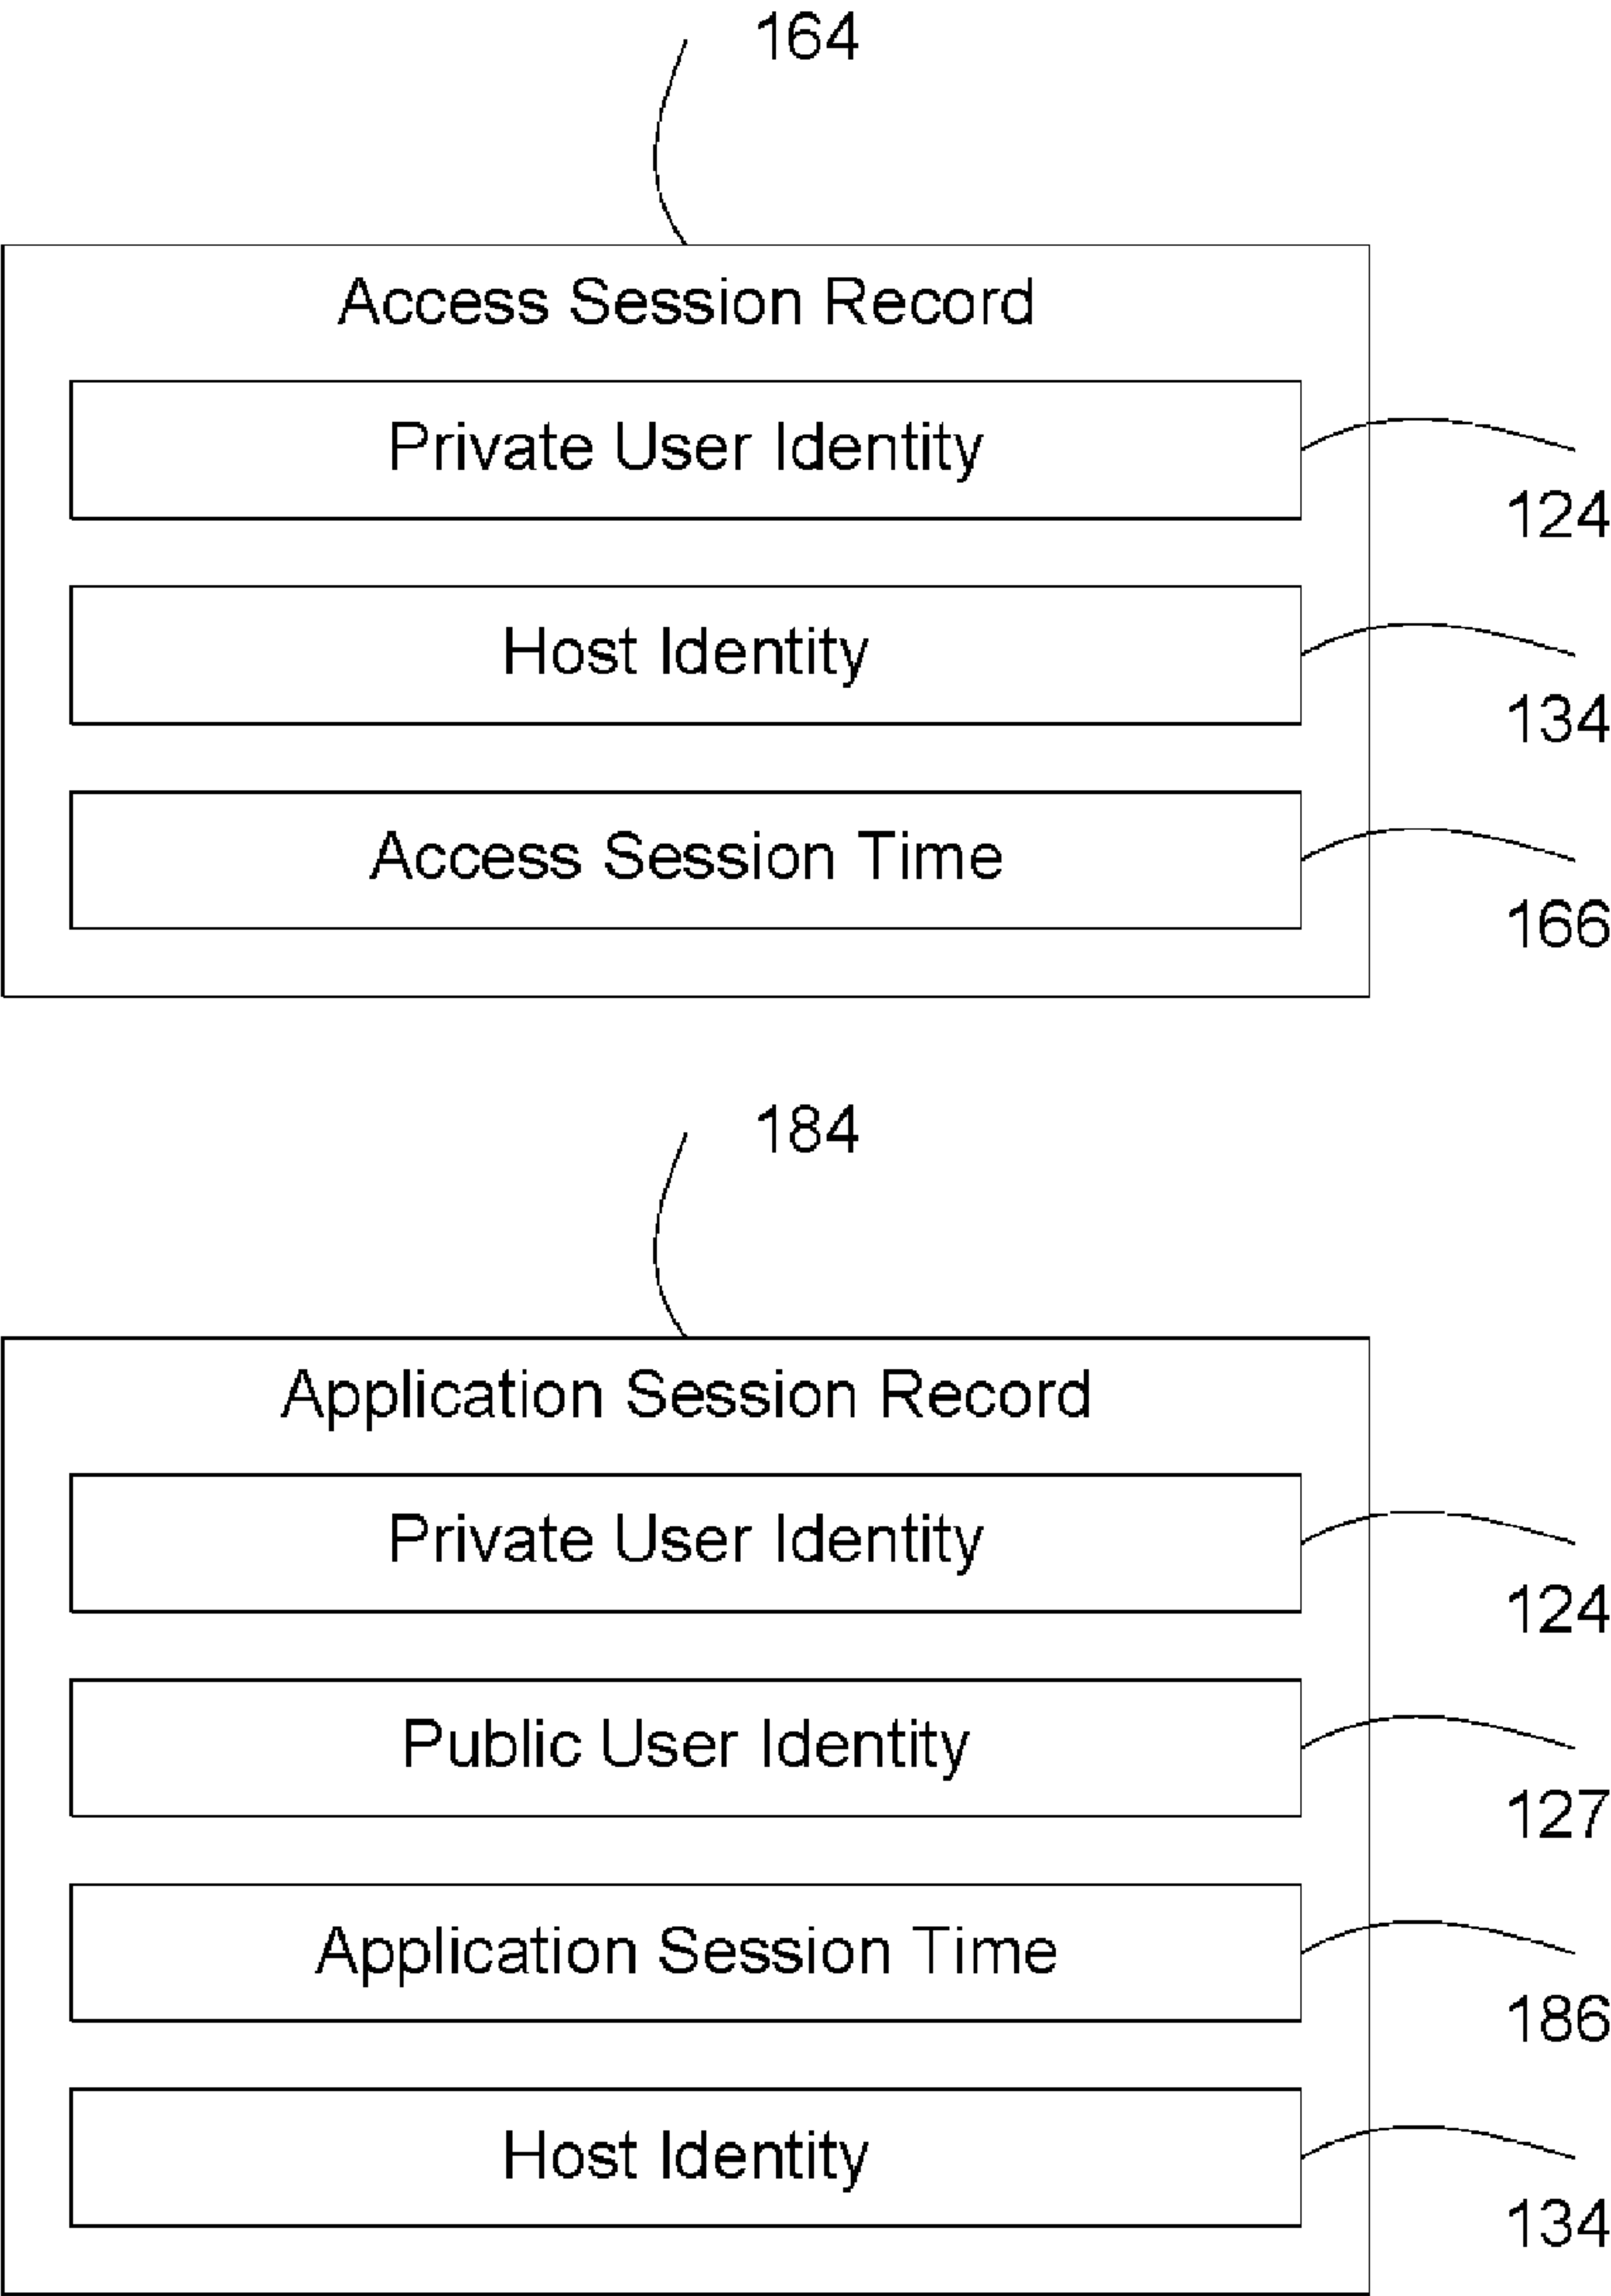 164
Access Session Record
Private User Identity
124
Host Identity
134
Access Session Time
166
184
Application Session Record
Private User Identity
124
Public User Identity
127
Application Session Time
186
Host Identity
134